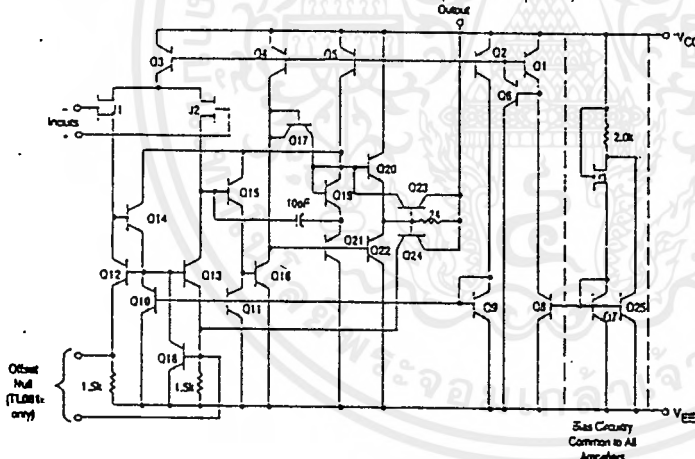 Output
-VCC
Q3
Q4
Q5
Q2
Q1
Q6
J1
J2
Inputs
-
2.0k
Q17
Q20
Q15
Q19
Q23
Q14
10pF
Q21
Q22
Q24
Q12
Q13
Q16
Q10
Q11
Q9
Q8
Q7
Q25
Q18
Offset
Null
(TL081x
only)
1.5k
1.5k
VEE
Bias Circuitry
Common to All
Amplifiers